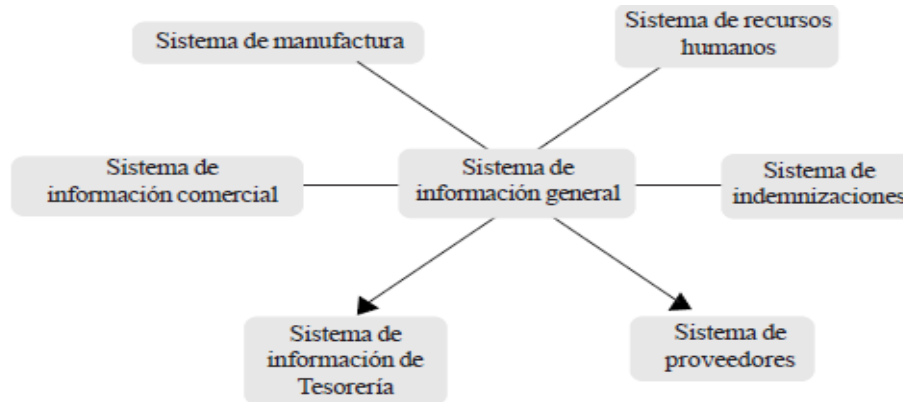 Sistema de manufactura
Sistema de recursos
humanos
Sistema de
información comercial
Sistema de
información general
Sistema de
indemnizaciones
Sistema de
información de
Tesorería
Sistema de
proveedores